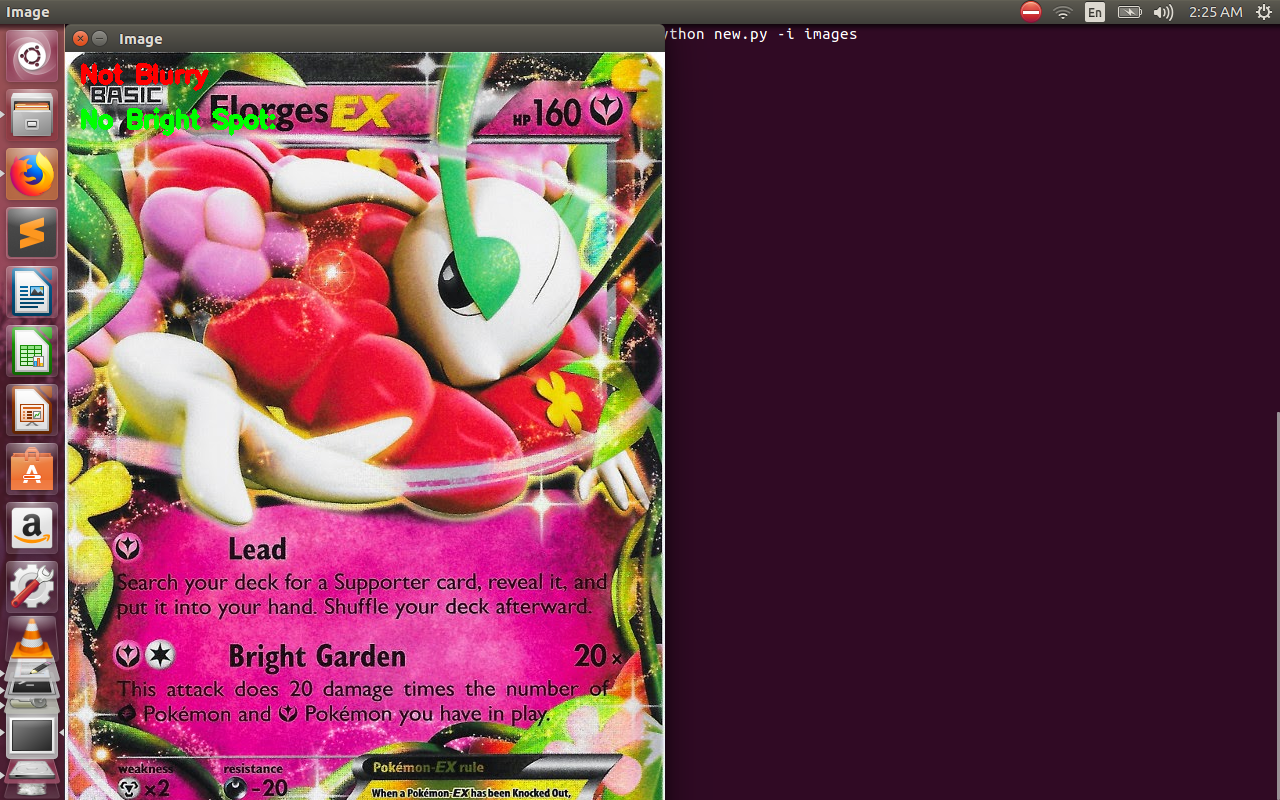 Image
En
2:25 AM
Image
ython new.py -i images
Not Blurry
BASIC
Florges EX
HP 160
No Bright Spot:
Lead
Search your deck for a Supporter card, reveal it, and
put it into your hand. Shuffle your deck afterward.
Bright Garden 20x
This attack does 20 damage times the number of
Pokémon and Pokémon you have in play.
weakness
resistance
Pokémon-EX rule
x2
-20
When a Pokémon-EX has been Knocked Out,